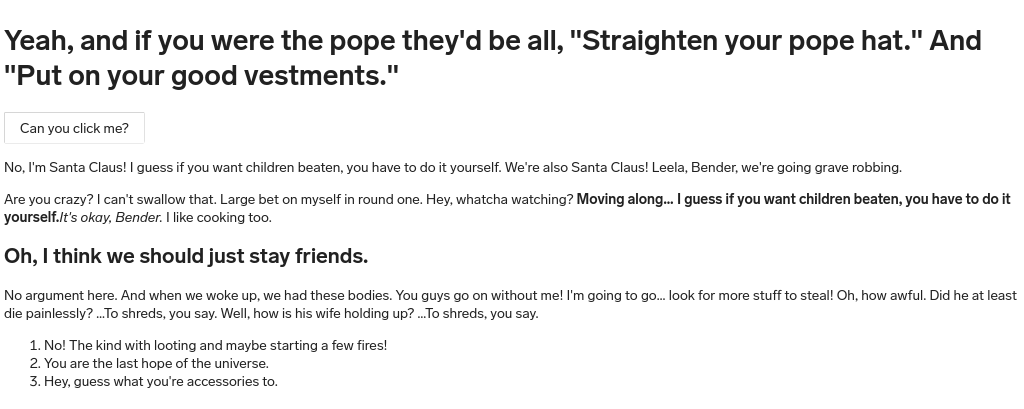 Yeah, and if you were the pope they'd be all, "Straighten your pope hat." And
"Put on your good vestments."
Can you click me?
No, I'm Santa Claus! I guess if you want children beaten, you have to do it yourself. We're also Santa Claus! Leela, Bender, we're going grave robbing.
Are you crazy? I can't swallow that. Large bet on myself in round one. Hey, whatcha watching? Moving along... I guess if you want children beaten, you have to do it
yourself.It's okay, Bender. I like cooking too.
Oh, I think we should just stay friends.
No argument here. And when we woke up, we had these bodies. You guys go on without me! I'm going to go... look for more stuff to steal! Oh, how awful. Did he at least
die painlessly? ...To shreds, you say. Well, how is his wife holding up? ...To shreds, you say.
1. No! The kind with looting and maybe starting a few fires!
2. You are the last hope of the universe.
3. Hey, guess what you're accessories to.